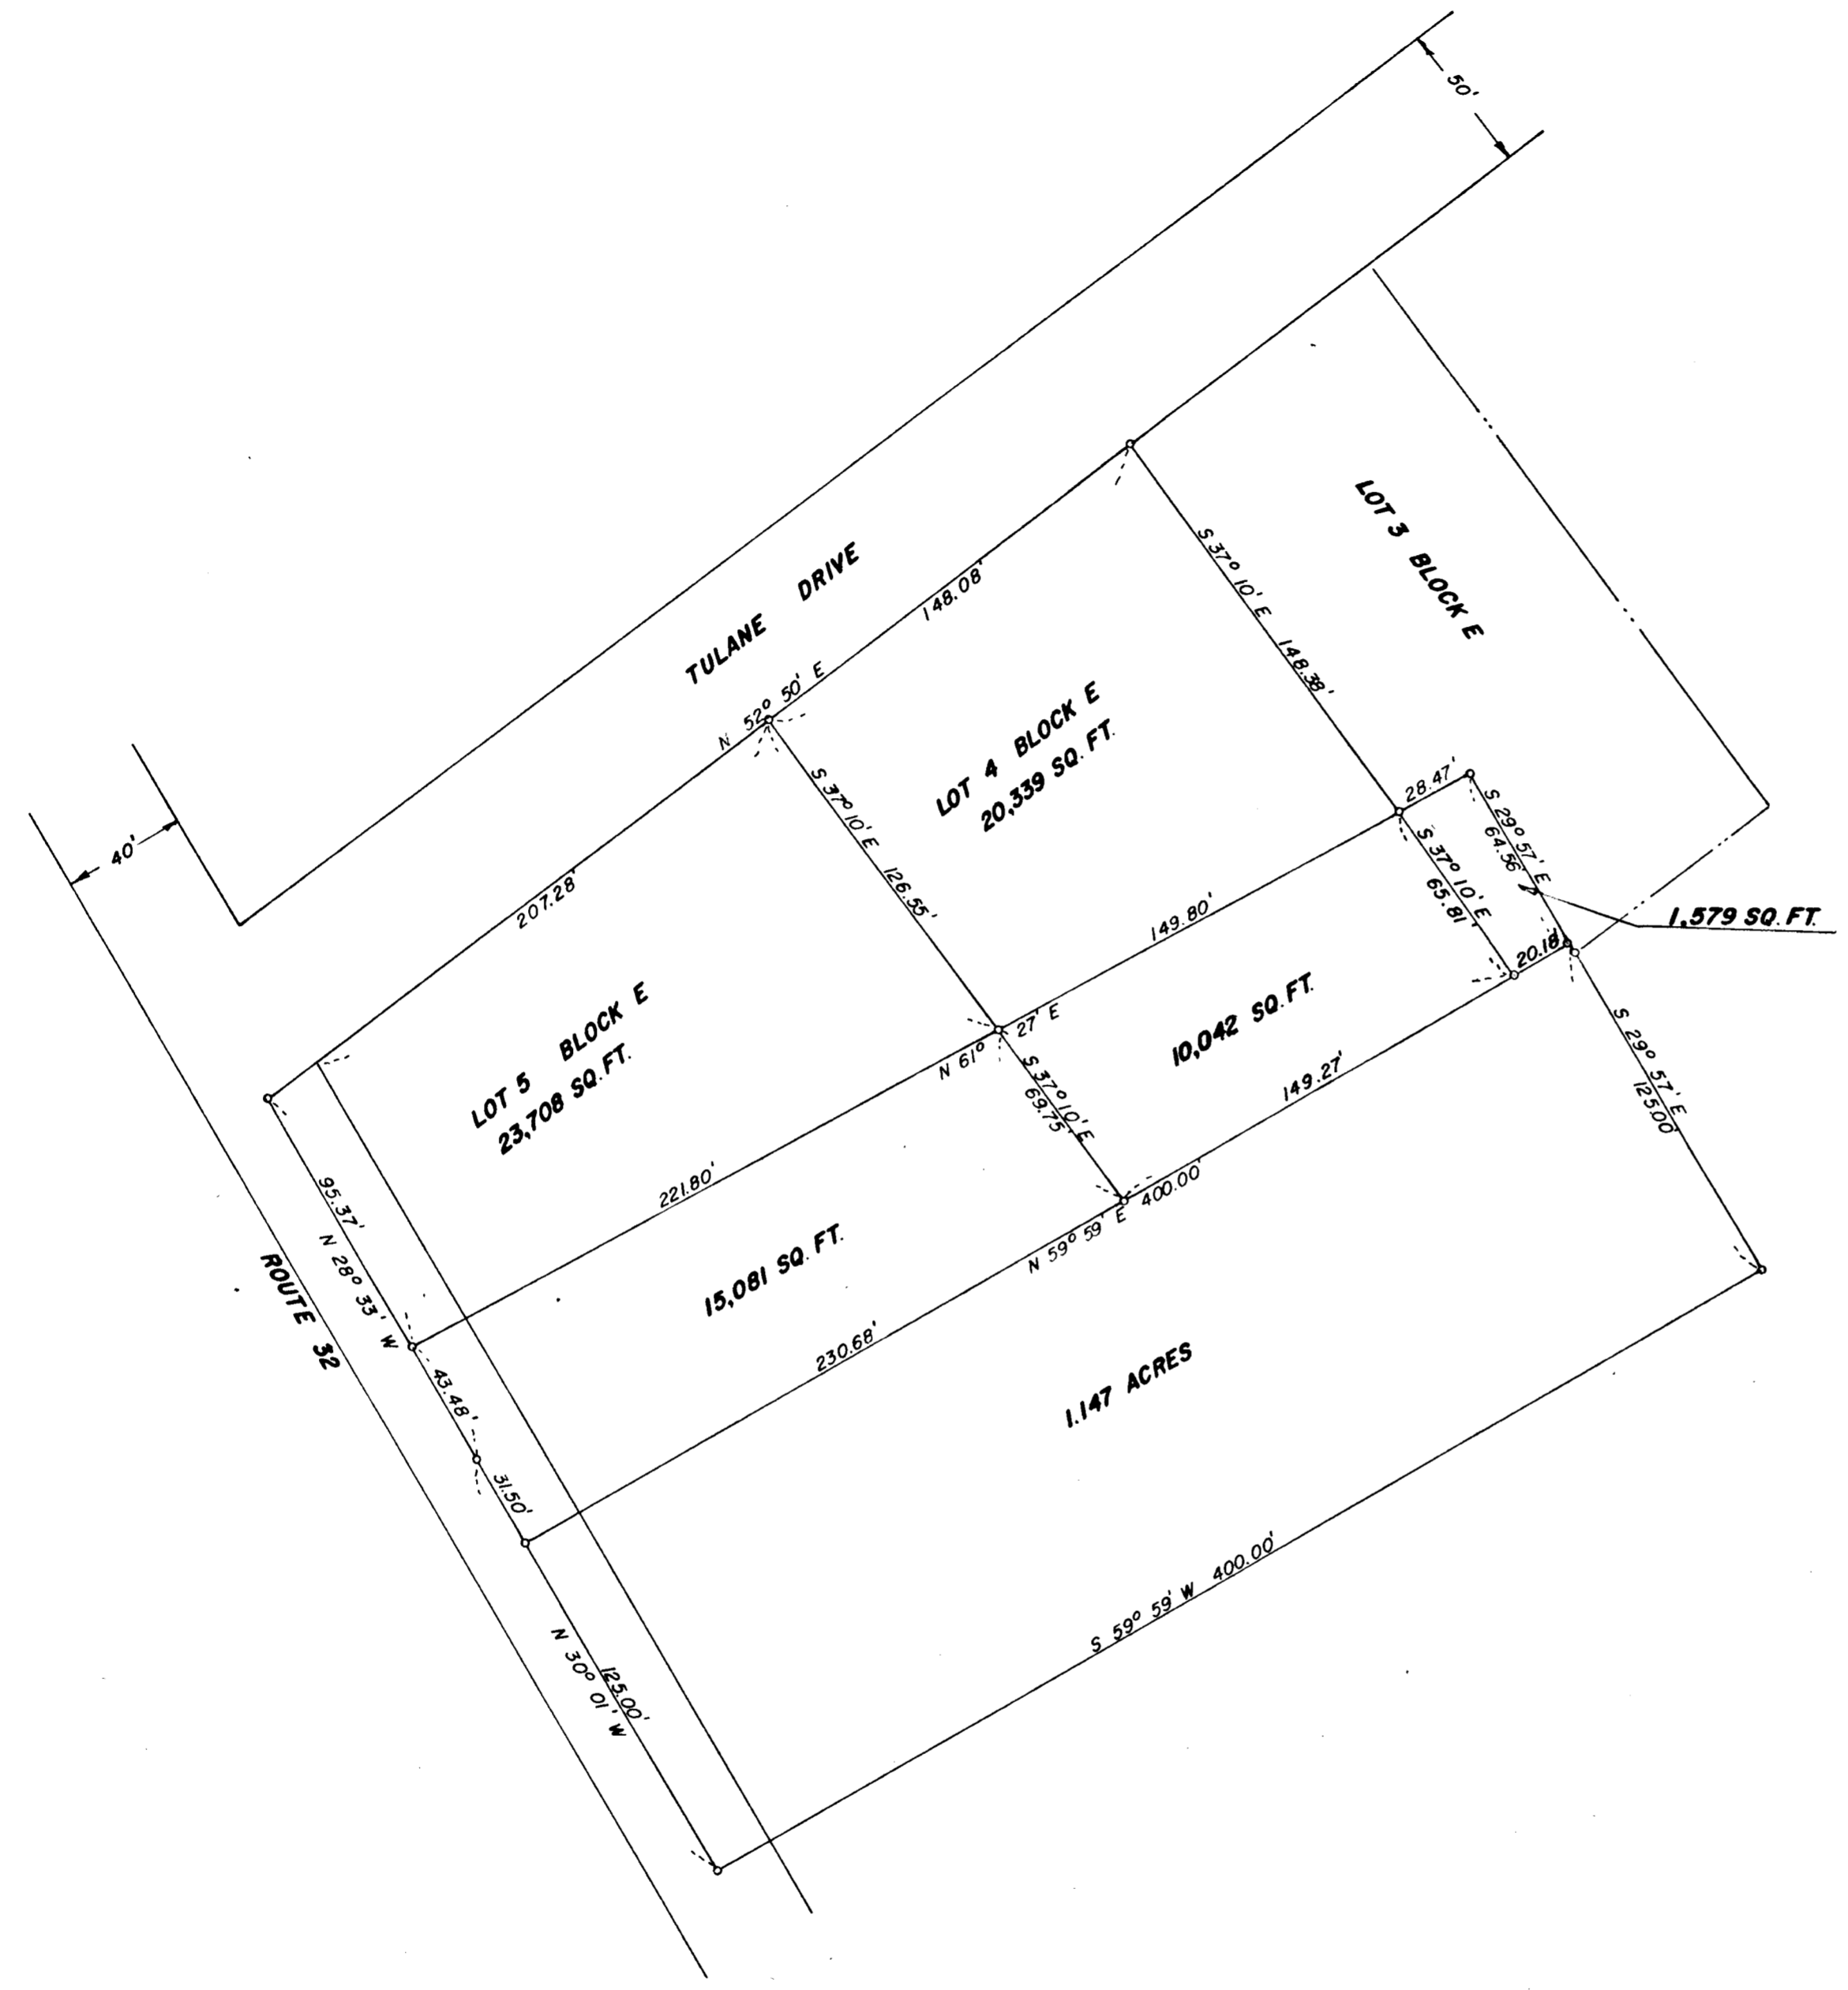 50'
40'
TULANE DRIVE
N 52° 50' E
148.08'
207.28'
LOT 3 BLOCK E
S 37° 10' E 148.38'
LOT 4 BLOCK E
20,339 SQ. FT.
S 37° 10' E 126.55'
28.47'
S 29° 57' E
64.56'
S 37° 10' E
65.81'
1,579 SQ. FT.
20.18'
149.80'
LOT 5 BLOCK E
23,708 SQ. FT.
N 61° 27' E
10,042 SQ. FT.
S 37° 10' E
69.75'
149.27'
S 29° 57' E
125.00'
221.80'
95.37'
N 28° 33' W
ROUTE 32
15,081 SQ. FT.
N 59° 59' E 400.00'
230.68'
43.48'
31.50'
1.147 ACRES
S 59° 59' W 400.00'
125.00'
N 30° 01' W